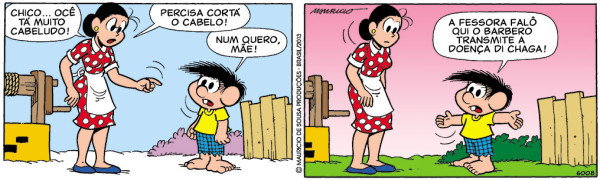 CHICO... OCÊ
TÁ MUITO
CABELUDO!
PERCISA CORTÁ
O CABELO!
NUM QUERO,
MÃE!
© MAURICIO DE SOUSA PRODUÇÕES - BRASIL/2013
MAURICIO
A FESSORA FALÔ
QUI O BARBERO
TRANSMITE A
DOENÇA DI CHAGA!
6008